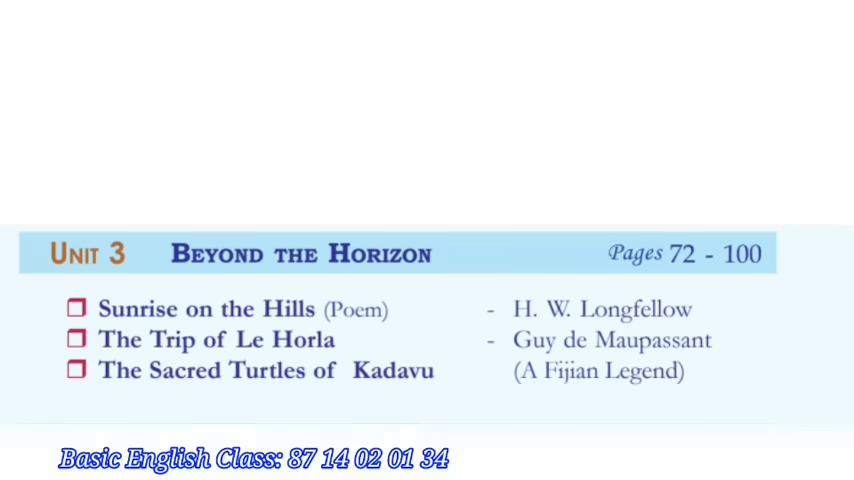 UNIT 3 BEYOND THE HORIZON Pages 72 - 100
❒ Sunrise on the Hills (Poem) - H. W. Longfellow
❒ The Trip of Le Horla - Guy de Maupassant
❒ The Sacred Turtles of Kadavu (A Fijian Legend)
Basic English Class: 87 14 02 01 34